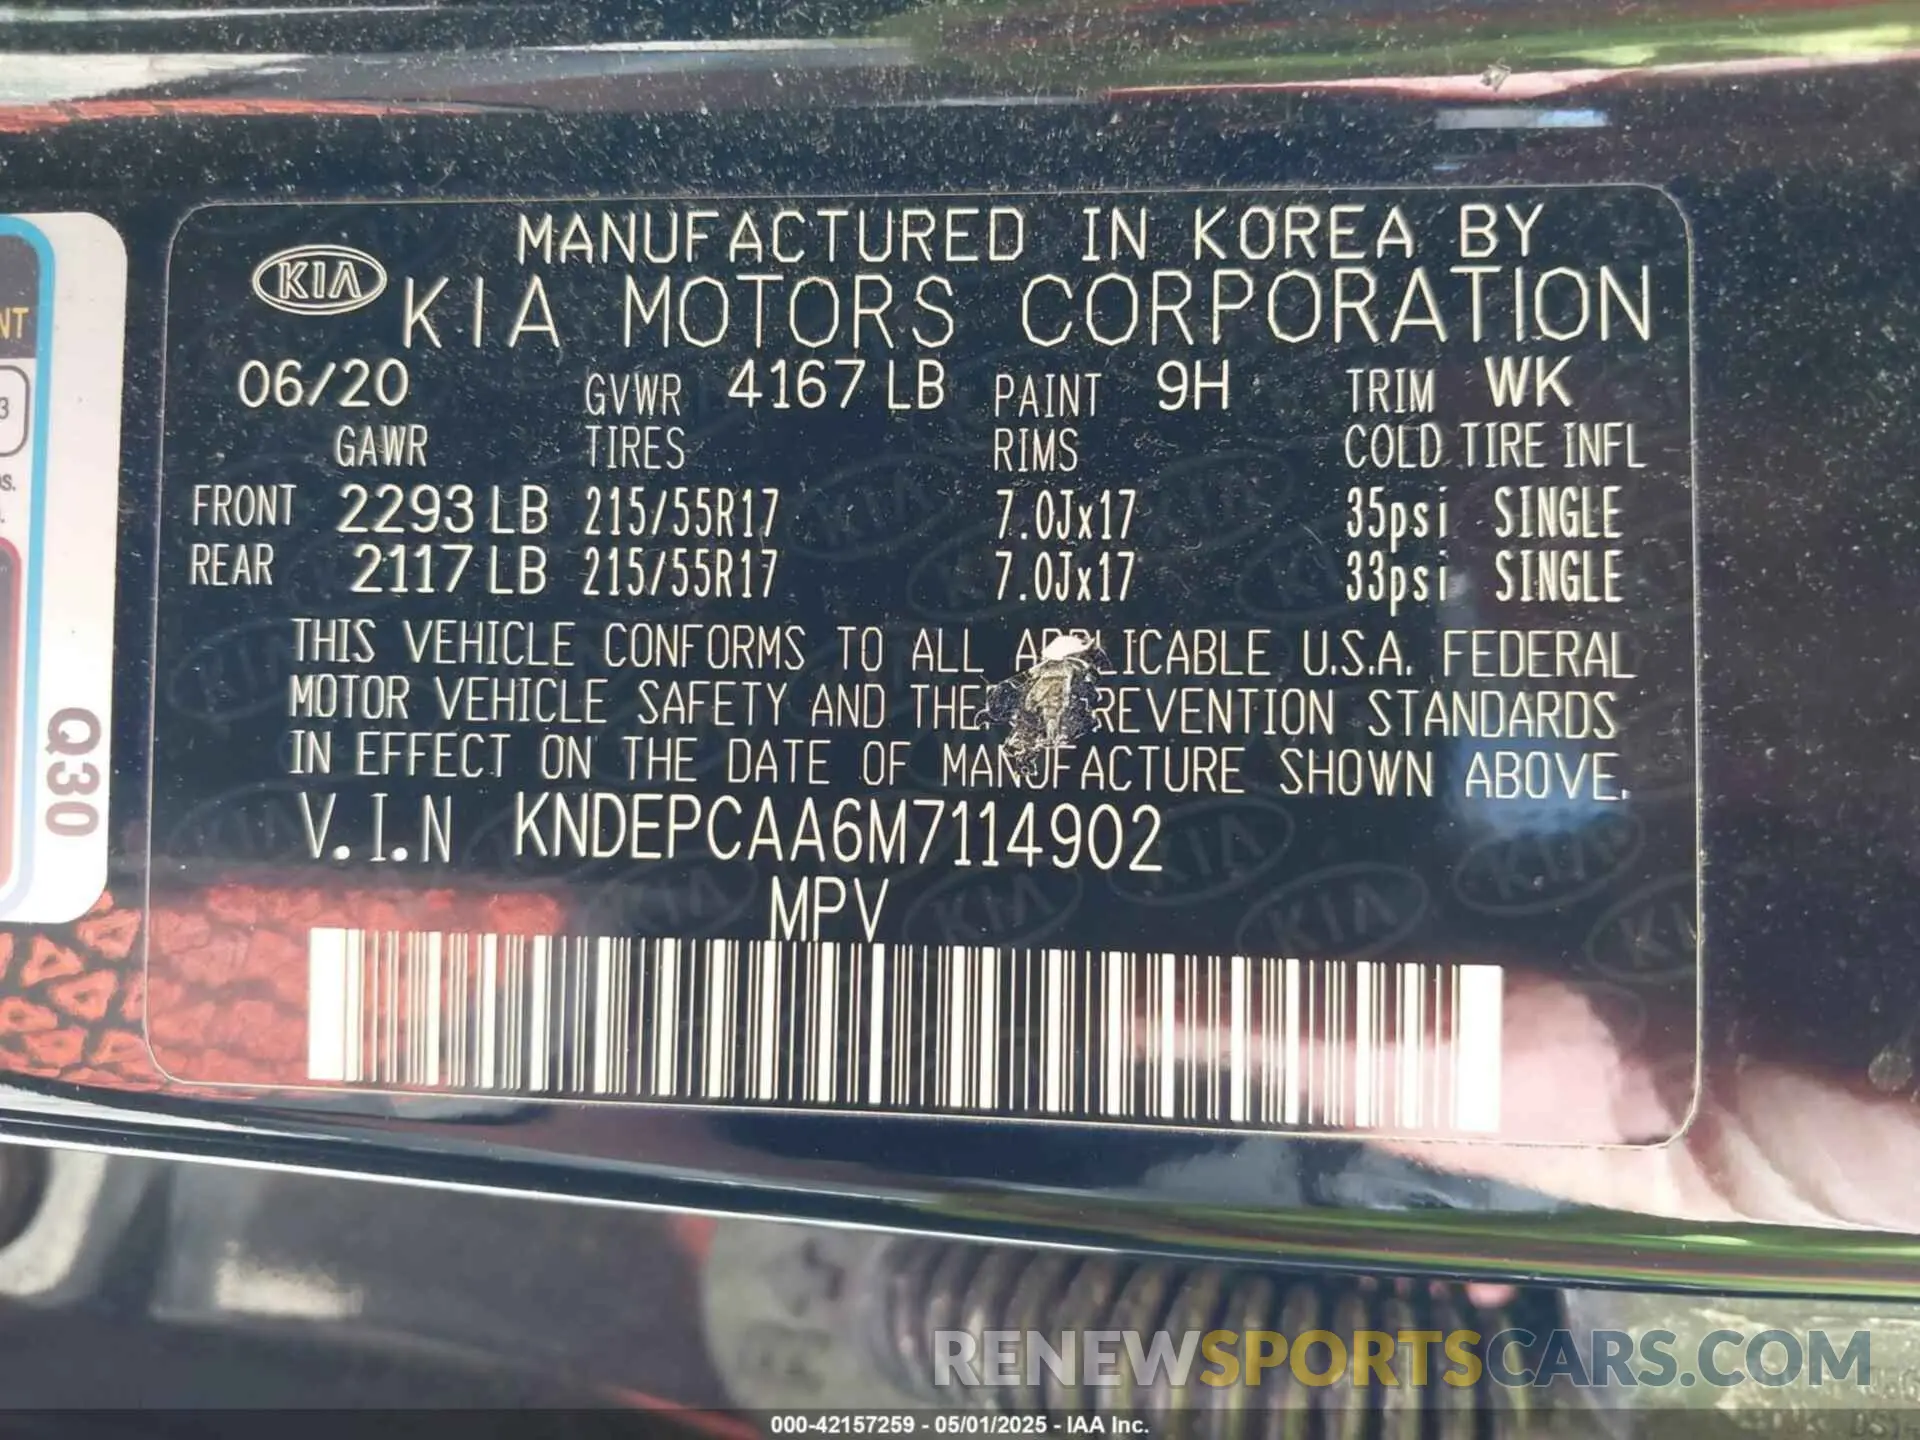 MANUFACTURED IN KOREA BY
KIA KIA MOTORS CORPORATION
06/20 GVWR 4167 LB PAINT 9H TRIM WK
GAWR TIRES RIMS COLD TIRE INFL
FRONT 2293 LB 215/55R17 7.0Jx17 35psi SINGLE
REAR 2117 LB 215/55R17 7.0Jx17 33psi SINGLE
THIS VEHICLE CONFORMS TO ALL APPLICABLE U.S.A. FEDERAL
MOTOR VEHICLE SAFETY AND THEFT PREVENTION STANDARDS
IN EFFECT ON THE DATE OF MANUFACTURE SHOWN ABOVE.
V.I.N KNDEPCAA6M7114902
MPV
Q30
RENEWSPORTSCARS.COM
000-42157259 - 05/01/2025 - IAA Inc.